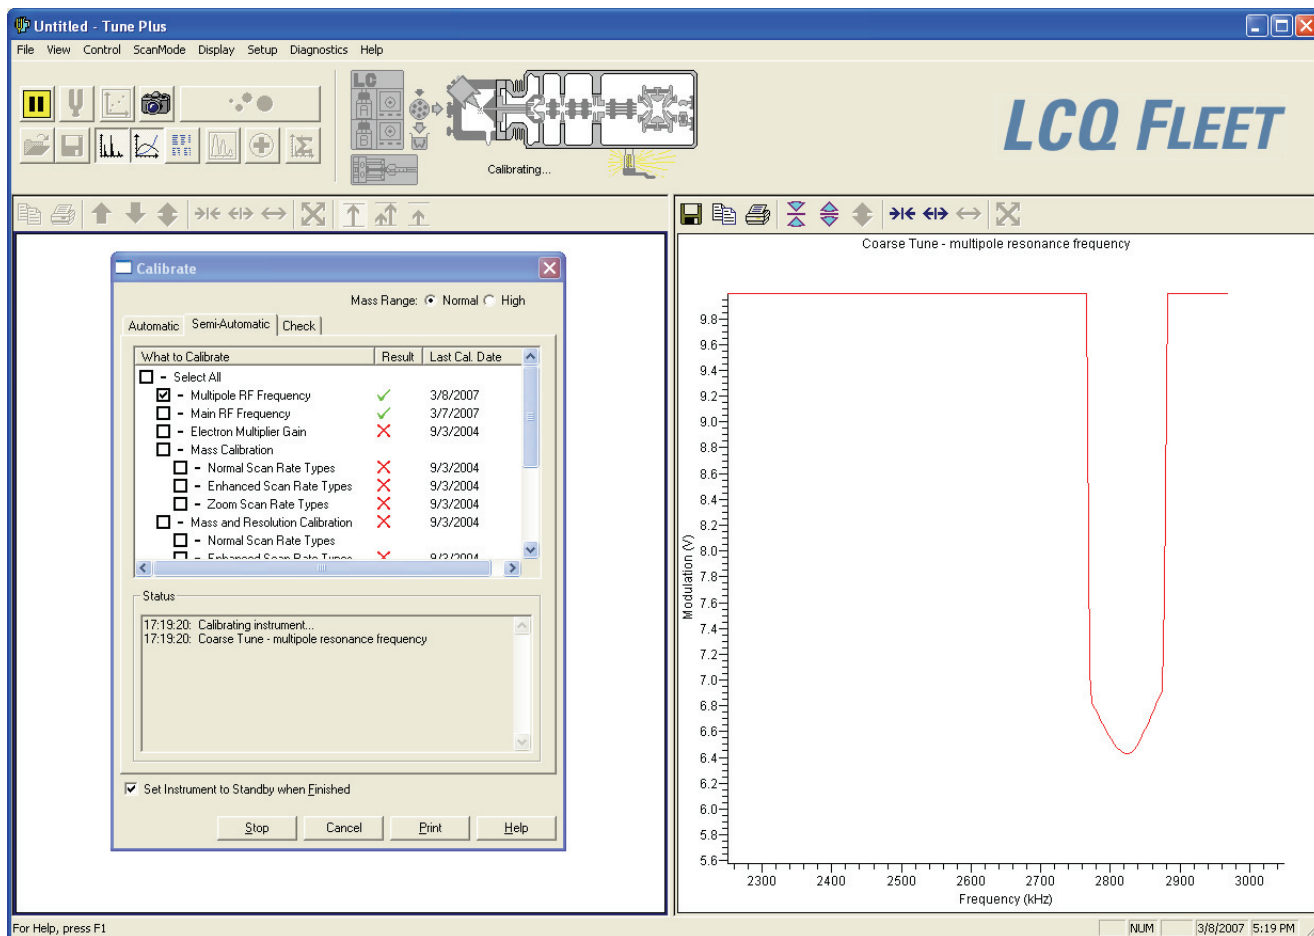 Untitled - Tune Plus
File View Control ScanMode Display Setup Diagnostics Help
LC
Calibrating...
LCQ FLEET
Calibrate
Mass Range: Normal High
Automatic Semi-Automatic Check
What to Calibrate Result Last Cal. Date
Select All
Multipole RF Frequency 3/8/2007
Main RF Frequency 3/7/2007
Electron Multiplier Gain 9/3/2004
Mass Calibration
Normal Scan Rate Types 9/3/2004
Enhanced Scan Rate Types 9/3/2004
Zoom Scan Rate Types 9/3/2004
Mass and Resolution Calibration 9/3/2004
Normal Scan Rate Types
Enhanced Scan Rate Types 9/3/2004
Status
17:19:20: Calibrating instrument...
17:19:20: Coarse Tune - multipole resonance frequency
Set Instrument to Standby when Finished
Stop Cancel Print Help
Coarse Tune - multipole resonance frequency
9.8
9.6
9.4
9.2
9.0
8.8
8.6
8.4
8.2
8.0
7.8
7.6
7.4
7.2
7.0
6.8
6.6
6.4
6.2
6.0
5.8
5.6
Modulation (V)
2300 2400 2500 2600 2700 2800 2900 3000
Frequency (kHz)
For Help, press F1
NUM 3/8/2007 5:19 PM